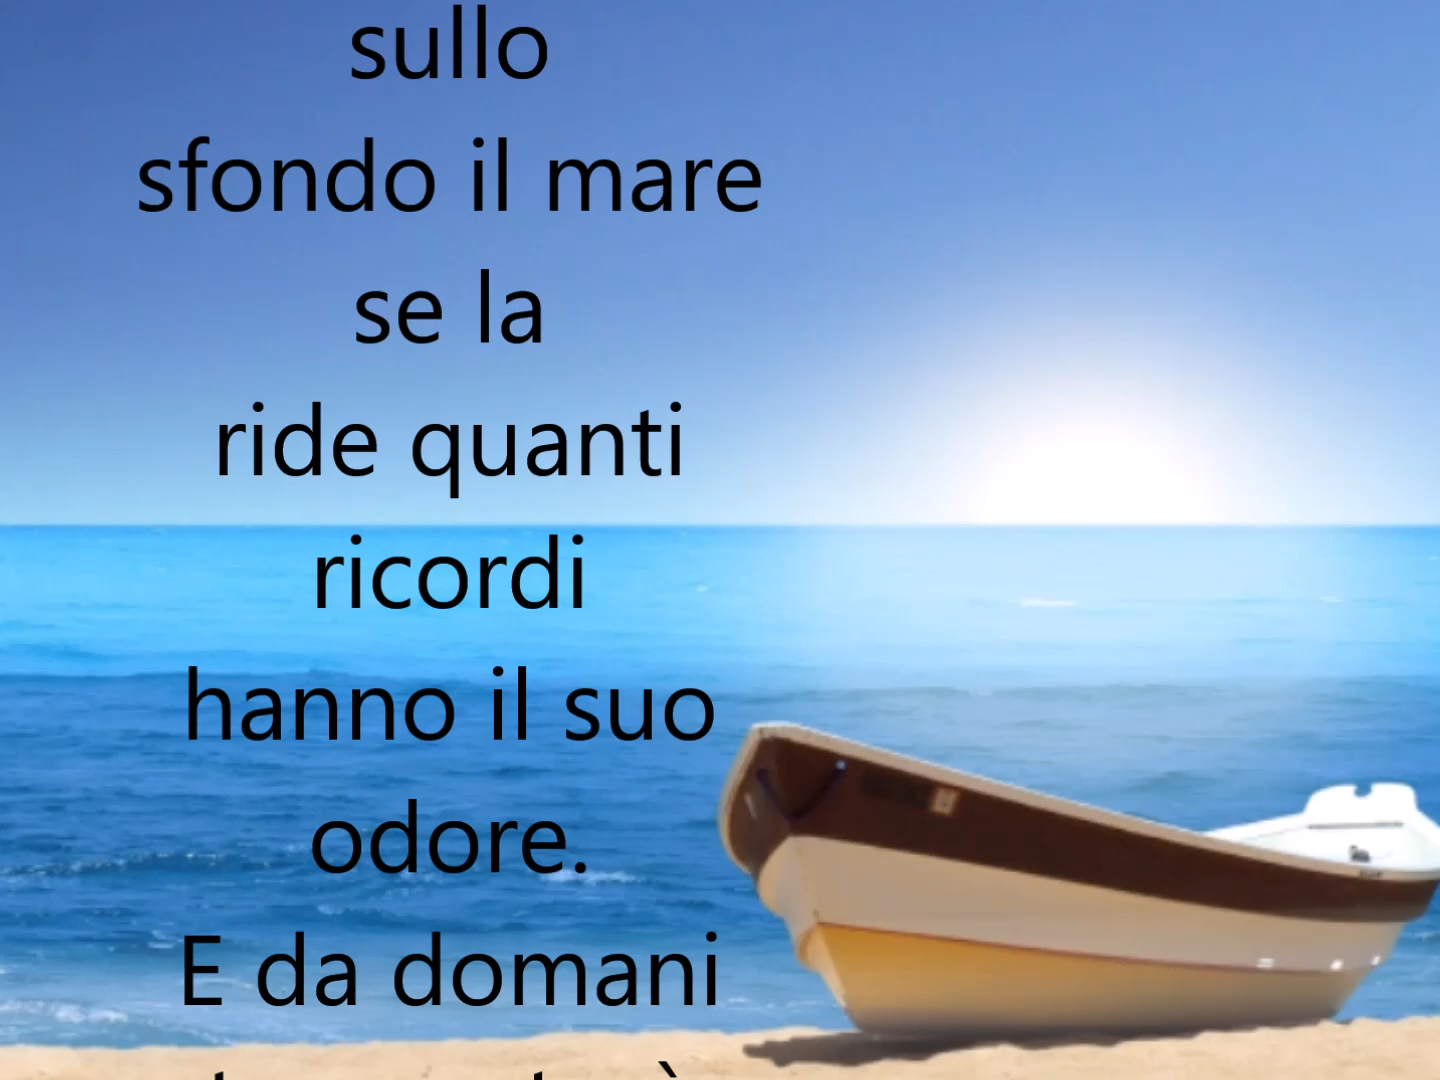 sullo
sfondo il mare
se la
ride quanti
ricordi
hanno il suo
odore.
E da domani